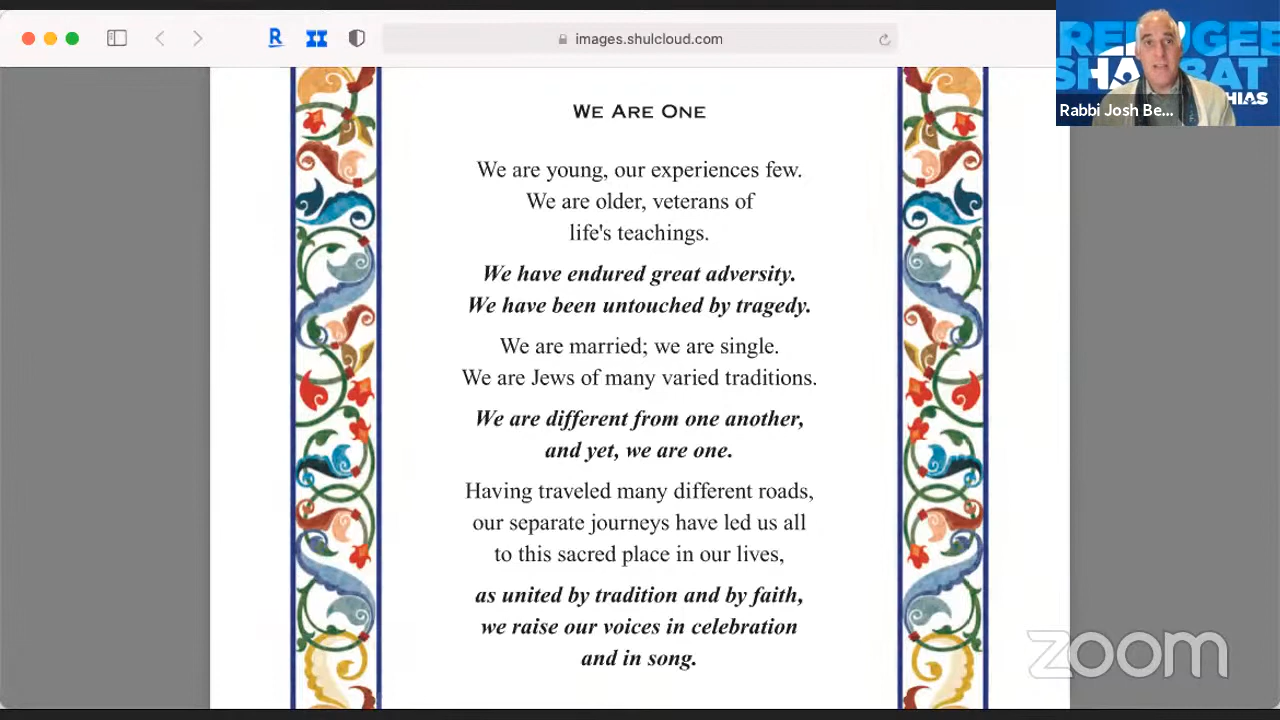 images.shulcloud.com
REFUGEE
SHABBAT
HIAS
Rabbi Josh Be...
We Are One
We are young, our experiences few.
We are older, veterans of
life's teachings.
We have endured great adversity.
We have been untouched by tragedy.
We are married; we are single.
We are Jews of many varied traditions.
We are different from one another,
and yet, we are one.
Having traveled many different roads,
our separate journeys have led us all
to this sacred place in our lives,
as united by tradition and by faith,
we raise our voices in celebration
and in song.
zoom